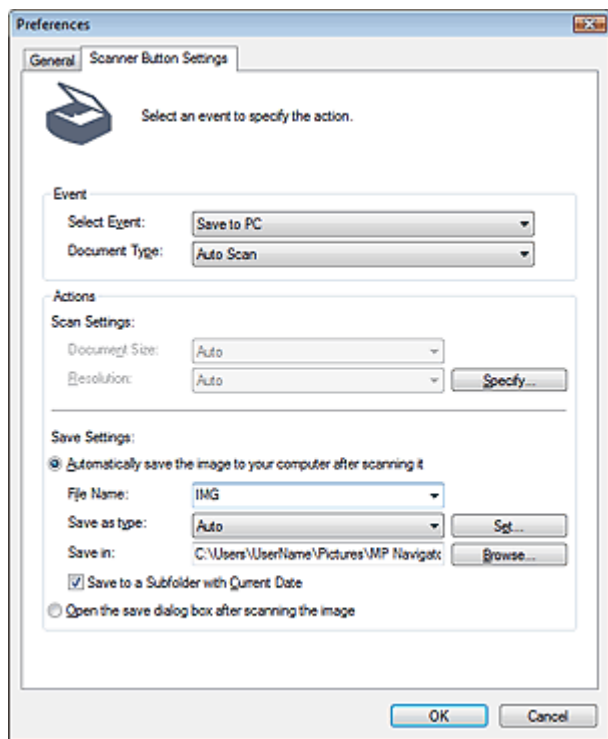 Preferences
General Scanner Button Settings
Select an event to specify the action.
Event
Select Event: Save to PC
Document Type: Auto Scan
Actions
Scan Settings:
Document Size: Auto
Resolution: Auto Specify...
Save Settings:
Automatically save the image to your computer after scanning it
File Name: IMG
Save as type: Auto Set...
Save in: C:\Users\UserName\Pictures\MP Navigato Browse...
Save to a Subfolder with Current Date
Open the save dialog box after scanning the image
OK Cancel